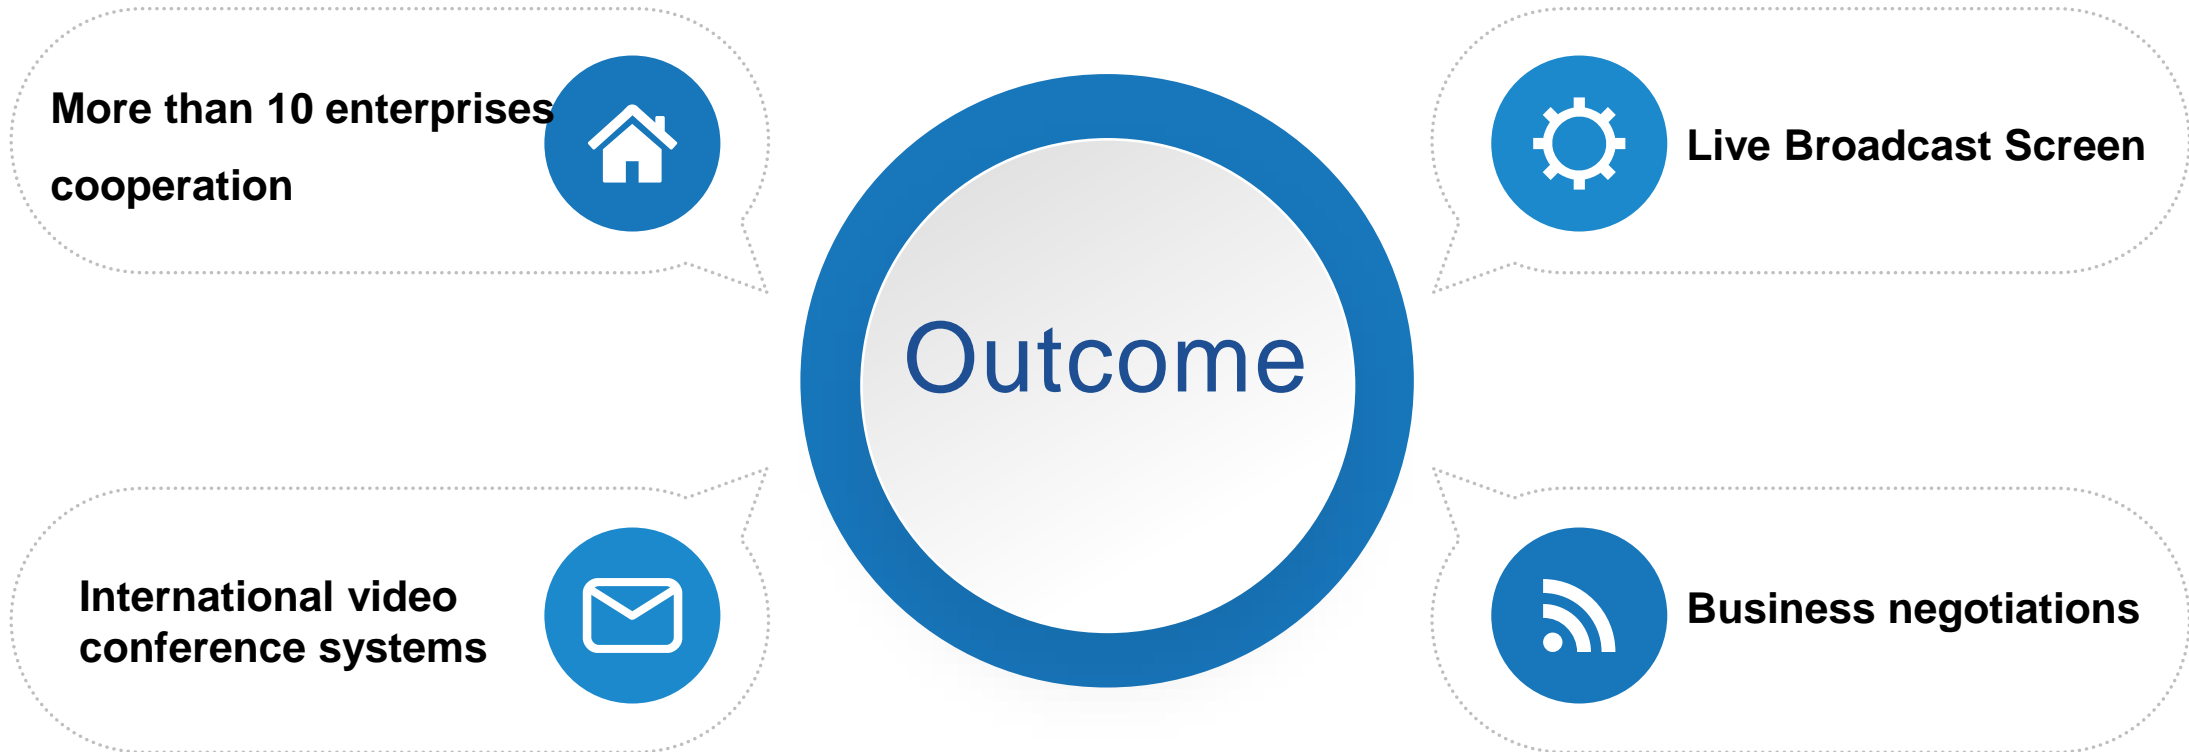 More than 10 enterprises
cooperation
Live Broadcast Screen
Outcome
International video
conference systems
Business negotiations